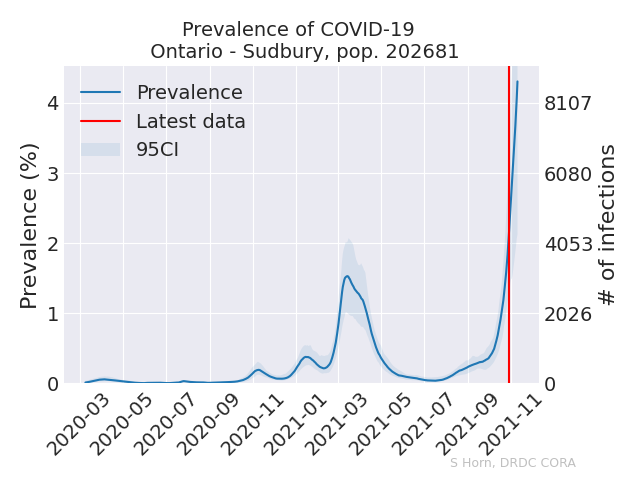 Prevalence of COVID-19
Ontario - Sudbury, pop. 202681
Prevalence
Latest data
95CI
Prevalence (%)
4
3
2
1
0
8107
6080
4053
2026
0
# of infections
2020-03
2020-05
2020-07
2020-09
2020-11
2021-01
2021-03
2021-05
2021-07
2021-09
2021-11
S Horn, DRDC CORA